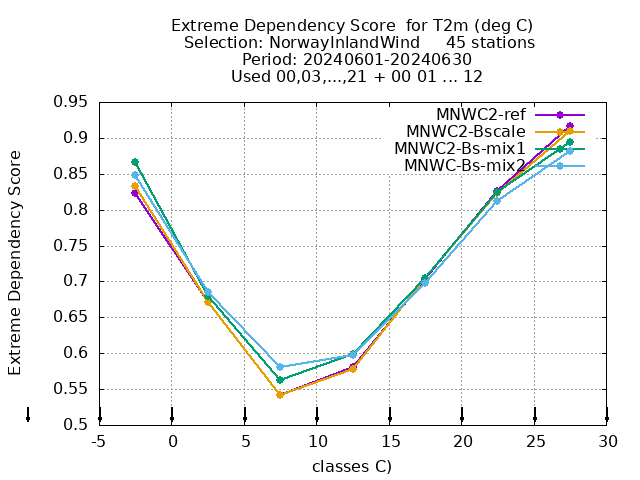 Extreme Dependency Score  for T2m (deg C)
Selection: NorwayInlandWind     45 stations
Period: 20240601-20240630
Used 00,03,...,21 + 00 01 ... 12
MNWC2-ref
MNWC2-Bscale
MNWC2-Bs-mix1
MNWC-Bs-mix2
Extreme Dependency Score
0.95
0.9
0.85
0.8
0.75
0.7
0.65
0.6
0.55
0.5
-5 0 5 10 15 20 25 30
classes C)